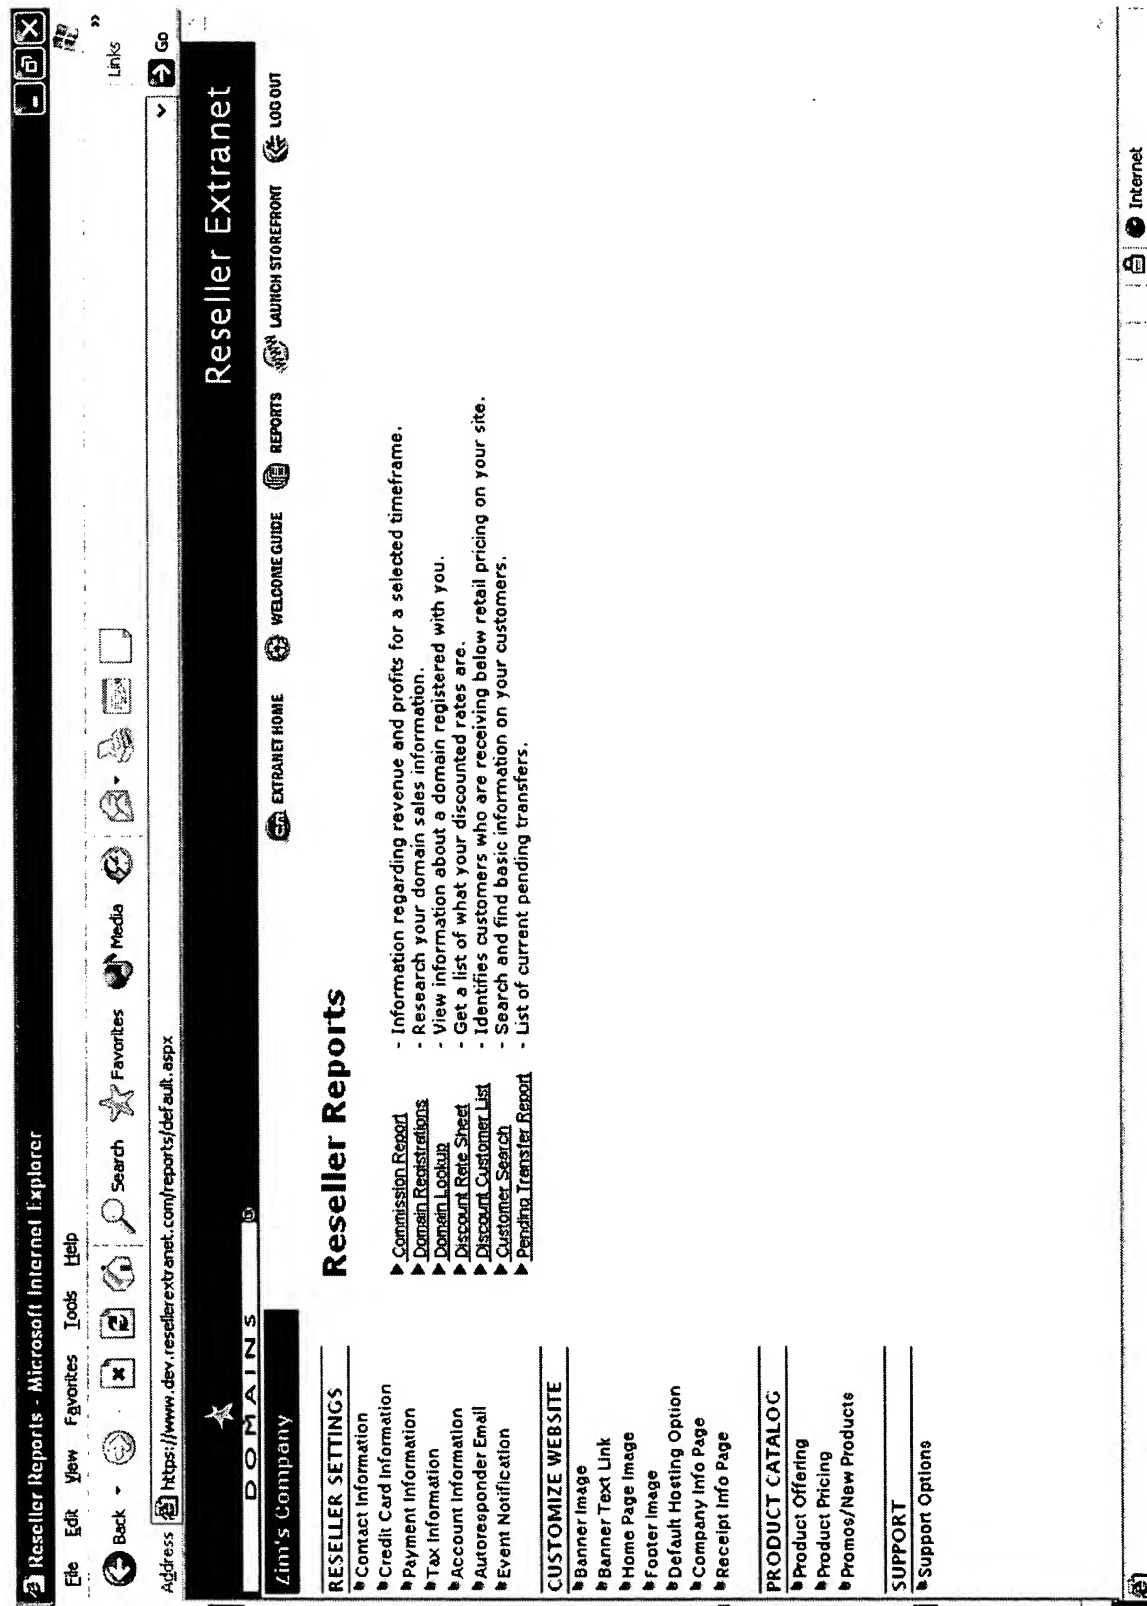 Reseller Reports - Microsoft Internet Explorer
File Edit View Favorites Tools Help
Back Search Favorites Media Links
Address https://www.dev.resellerextranet.com/reports/default.aspx Go
DOMAINS®
Reseller Extranet
Zim's Company
EXTRANET HOME WELCOME GUIDE REPORTS LAUNCH STOREFRONT LOG OUT
RESELLER SETTINGS
Contact Information
Credit Card Information
Payment Information
Tax Information
Account Information
Autoresponder Email
Event Notification
CUSTOMIZE WEBSITE
Banner Image
Banner Text Link
Home Page Image
Footer Image
Default Hosting Option
Company Info Page
Receipt Info Page
PRODUCT CATALOG
Product Offering
Product Pricing
Promos/New Products
SUPPORT
Support Options
Reseller Reports
Commission Report - Information regarding revenue and profits for a selected timeframe.
Domain Registrations - Research your domain sales information.
Domain Lookup - View information about a domain registered with you.
Discount Rate Sheet - Get a list of what your discounted rates are.
Discount Customer List - Identifies customers who are receiving below retail pricing on your site.
Customer Search - Search and find basic information on your customers.
Pending Transfer Report - List of current pending transfers.
Internet